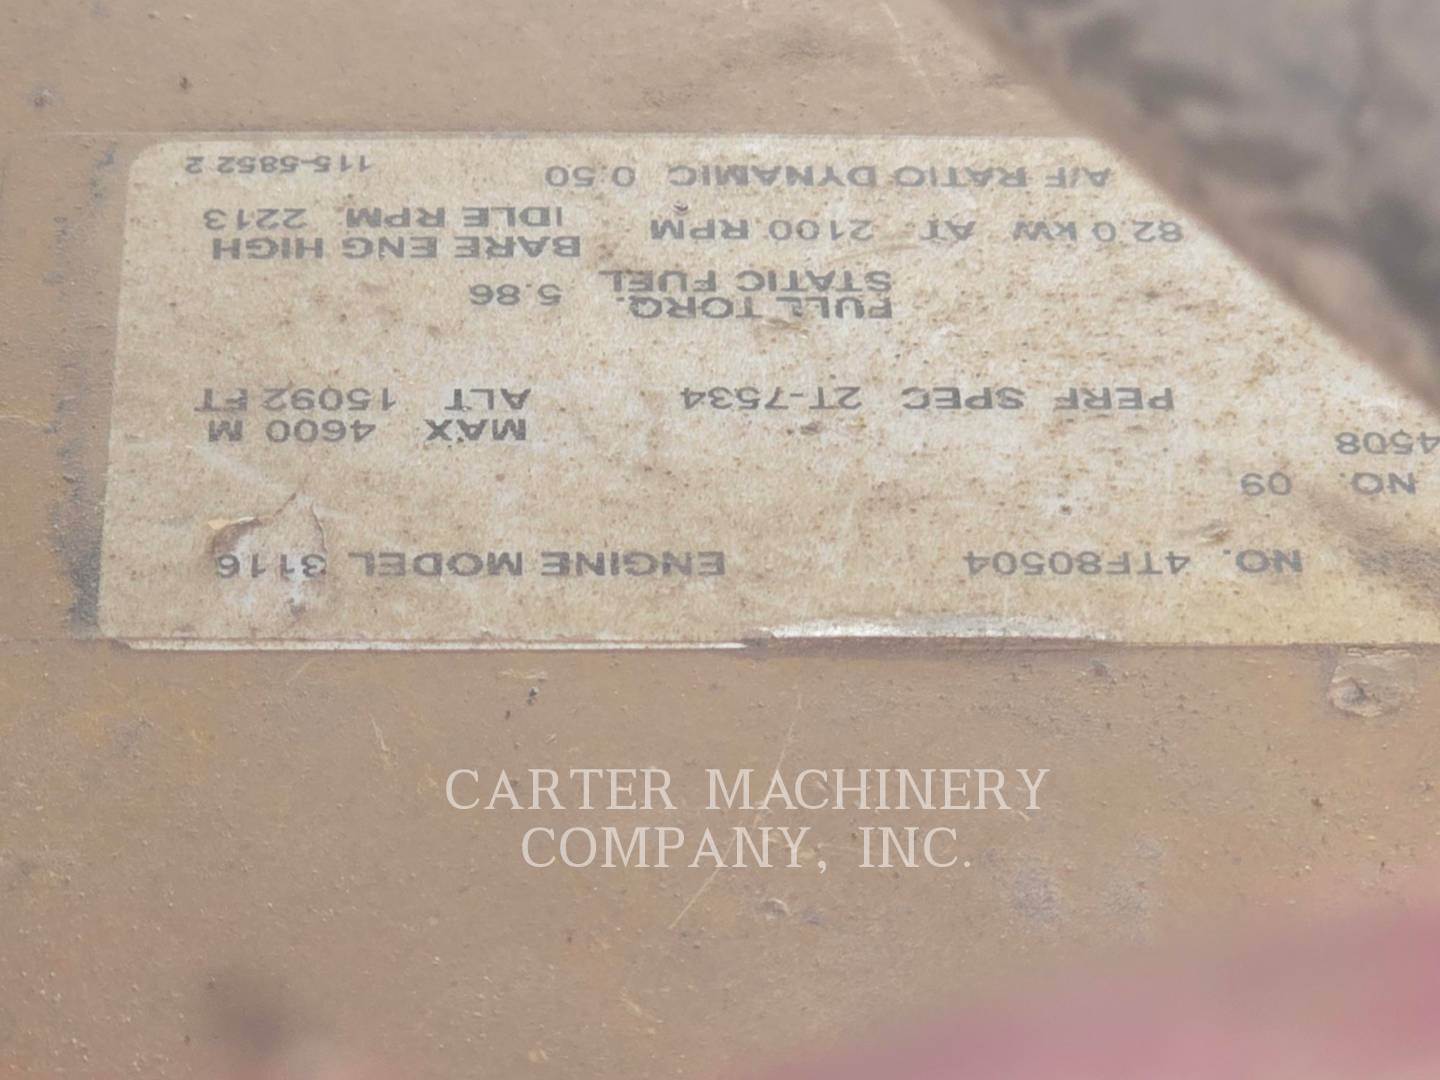 NO. 4TF80504 ENGINE MODEL 3116
NO. 09
4508
MAX 4600 M
PERF SPEC 2T-7534 ALT 15092 FT
FULL TORQ.
STATIC FUEL 5.86
BARE ENG HIGH
82.0 kW AT 2100 RPM IDLE RPM 2213
A/F RATIO DYNAMIC 0.50
115-5852 2
CARTER MACHINERY
COMPANY, INC.